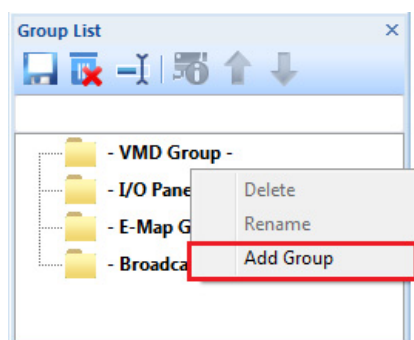 Group List
- VMD Group -
- I/O Pane
Delete
- E-Map G
Rename
- Broadca
Add Group